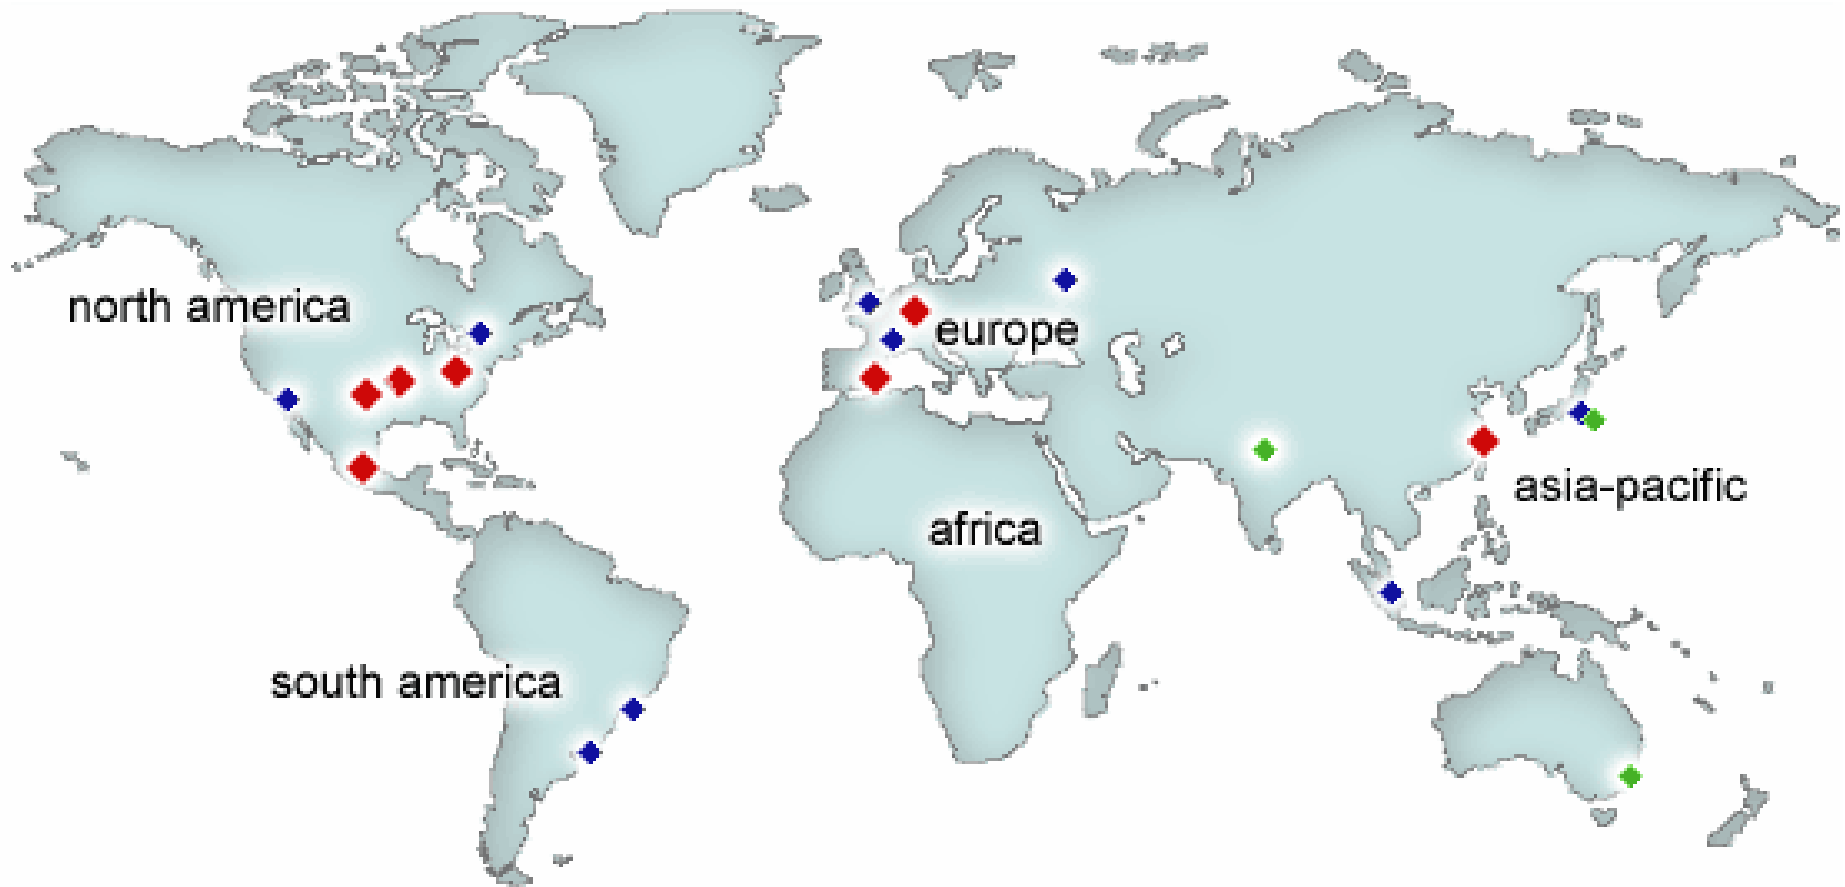 north america
europe
asia-pacific
africa
south america